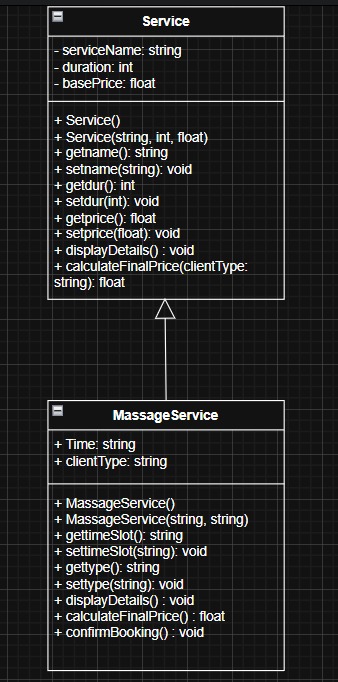 Service
- serviceName: string
- duration: int
- basePrice: float
+ Service()
+ Service(string, int, float)
+ getname(): string
+ setname(string): void
+ getdur(): int
+ setdur(int): void
+ getprice(): float
+ setprice(float): void
+ displayDetails() : void
+ calculateFinalPrice(clientType:
string): float
MassageService
+ Time: string
+ clientType: string
+ MassageService()
+ MassageService(string, string)
+ gettimeSlot(): string
+ settimeSlot(string): void
+ gettype(): string
+ settype(string): void
+ displayDetails() : void
+ calculateFinalPrice() : float
+ confirmBooking() : void